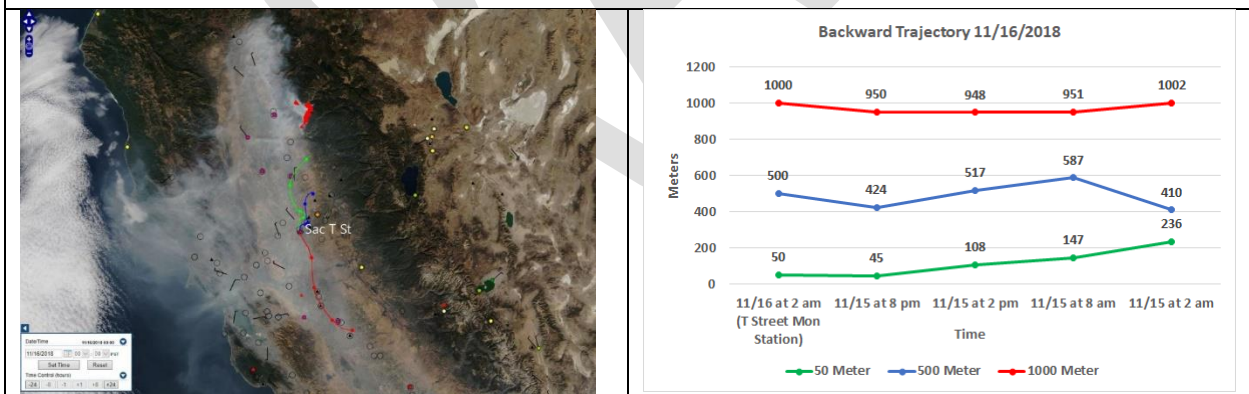 Sac T St
Date/Time
11/16/2018
Set Time Reset
Time Control (hours)
-24 +24
Backward Trajectory 11/16/2018
1200
1000
800
600
400
200
0
Meters
1000 950 948 951 1002
500 424 517 587 410
50 45 108 147 236
11/16 at 2 am 11/15 at 8 pm 11/15 at 2 pm 11/15 at 8 am 11/15 at 2 am
(T Street Mon
Station)
Time
50 Meter 500 Meter 1000 Meter